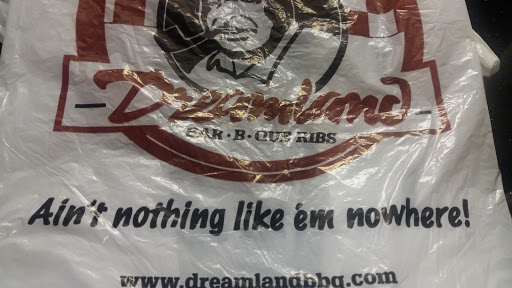 Dreamland
BAR-B-QUE RIBS
Ain't nothing like 'em nowhere!
www.dreamlandbbq.com